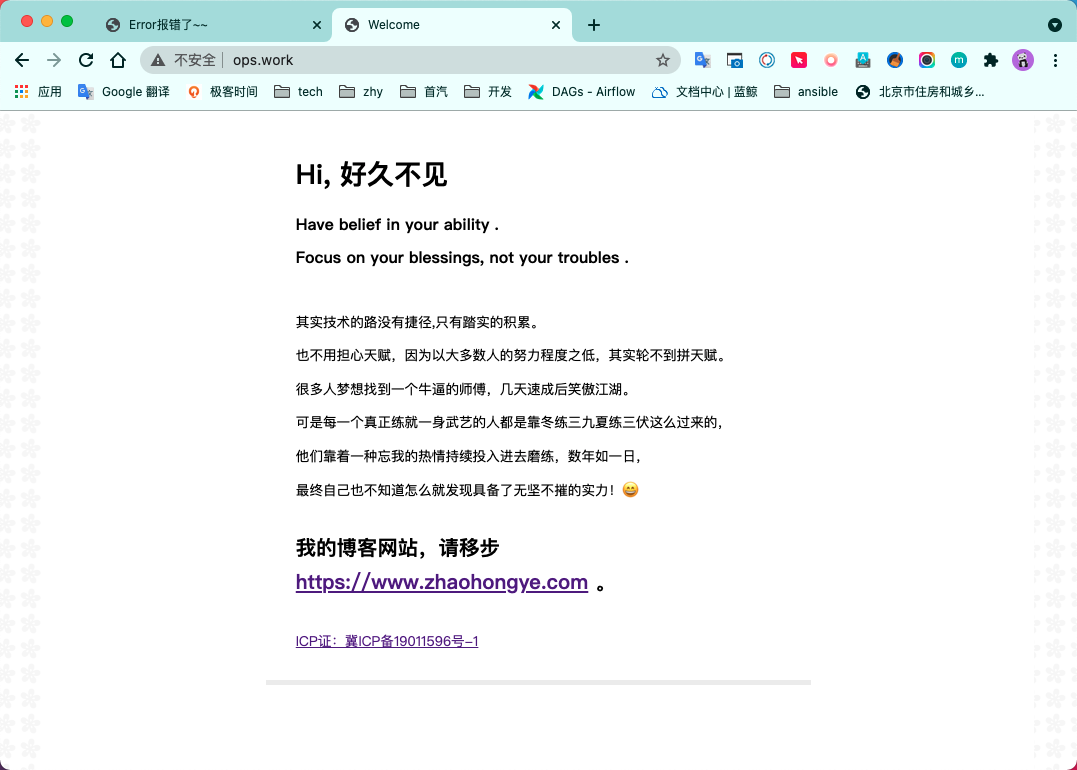 Error报错了~~
Welcome
不安全
ops.work
应用
Google 翻译
极客时间
tech
zhy
首汽
开发
DAGs - Airflow
文档中心 | 蓝鲸
ansible
北京市住房和城乡...
Hi, 好久不见
Have belief in your ability .
Focus on your blessings, not your troubles .
其实技术的路没有捷径,只有踏实的积累。
也不用担心天赋，因为以大多数人的努力程度之低，其实轮不到拼天赋。
很多人梦想找到一个牛逼的师傅，几天速成后笑傲江湖。
可是每一个真正练就一身武艺的人都是靠冬练三九夏练三伏这么过来的，
他们靠着一种忘我的热情持续投入进去磨练，数年如一日，
最终自己也不知道怎么就发现具备了无坚不摧的实力！😄
我的博客网站，请移步
https://www.zhaohongye.com 。
ICP证：冀ICP备19011596号-1